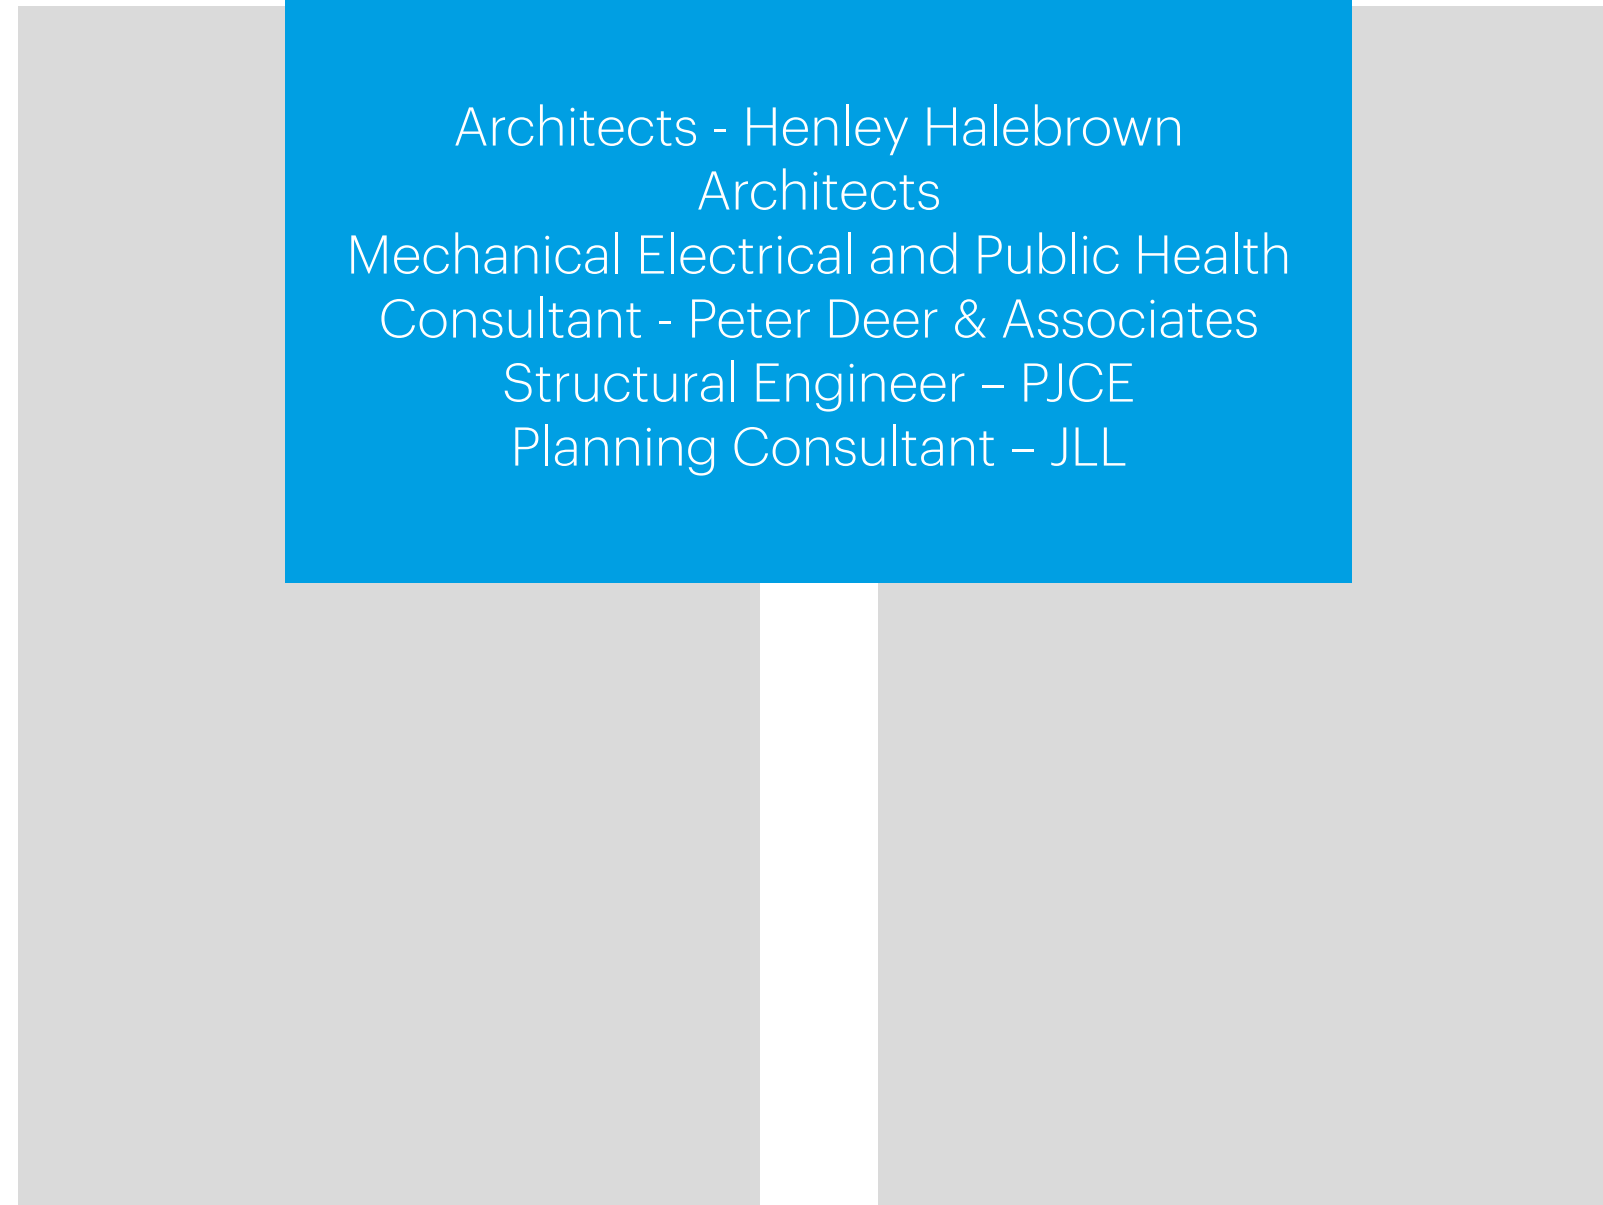 Architects - Henley Halebrown
Architects
Mechanical Electrical and Public Health
Consultant - Peter Deer & Associates
Structural Engineer – PJCE
Planning Consultant – JLL